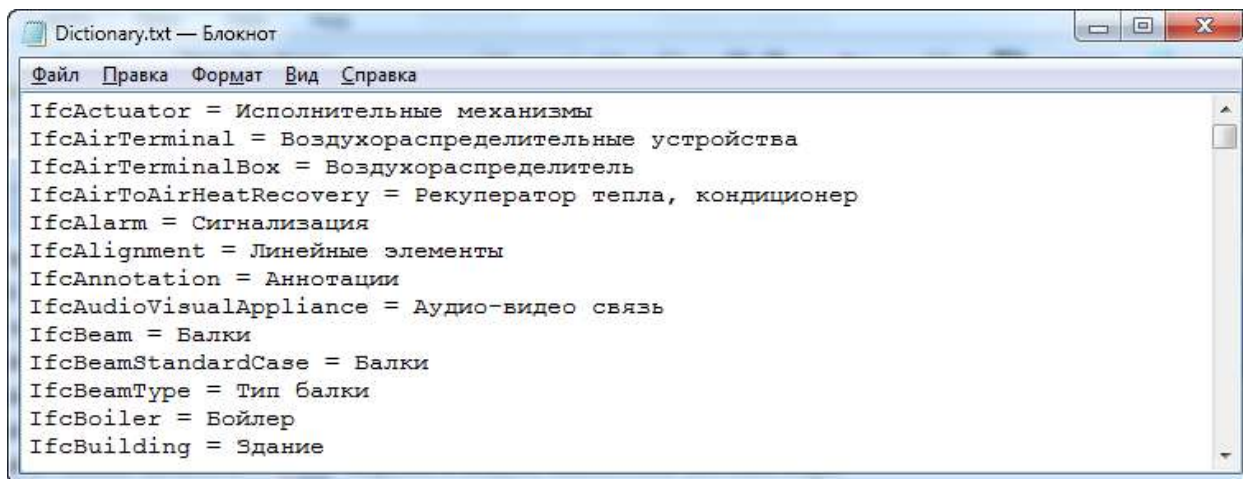 Dictionary.txt — Блокнот
Файл Правка Формат Вид Справка
IfcActuator = Исполнительные механизмы
IfcAirTerminal = Воздухораспределительные устройства
IfcAirTerminalBox = Воздухораспределитель
IfcAirToAirHeatRecovery = Рекуператор тепла, кондиционер
IfcAlarm = Сигнализация
IfcAlignment = Линейные элементы
IfcAnnotation = Аннотации
IfcAudioVisualAppliance = Аудио-видео связь
IfcBeam = Балки
IfcBeamStandardCase = Балки
IfcBeamType = Тип балки
IfcBoiler = Бойлер
IfcBuilding = Здание